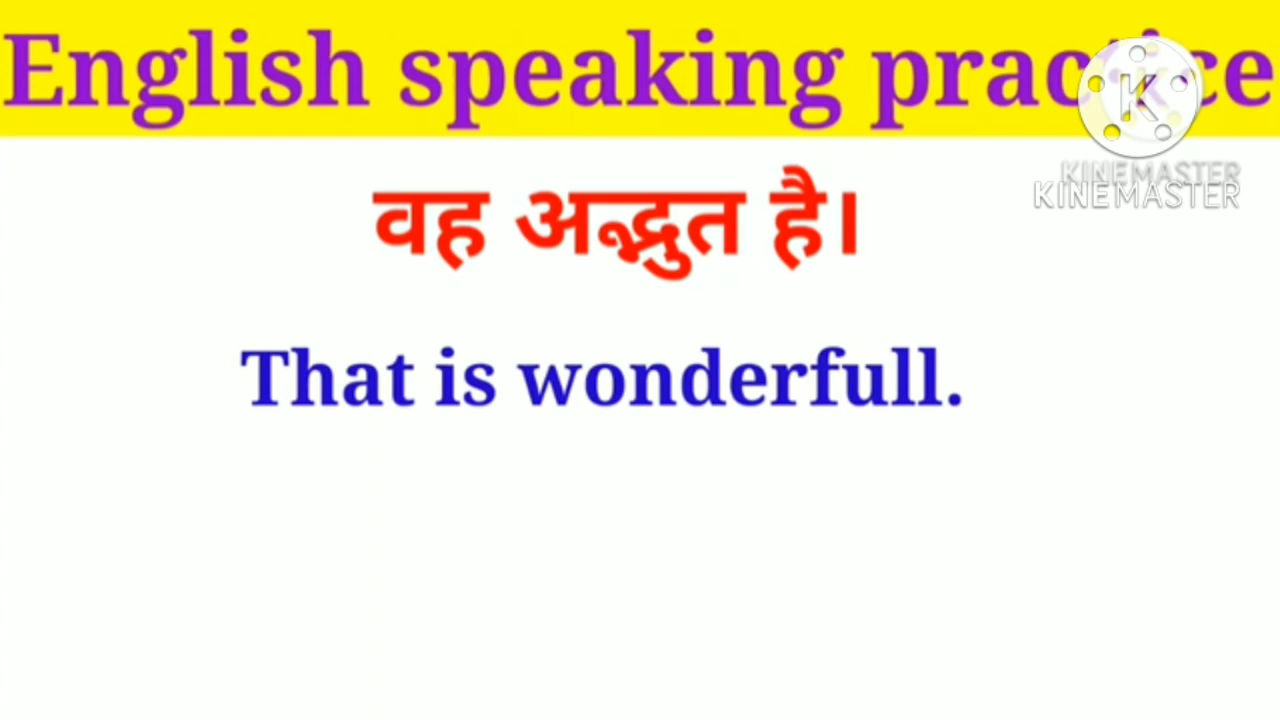 English speaking practice
K
KINEMASTER
KINEMASTER
वह अद्भुत है।
That is wonderfull.